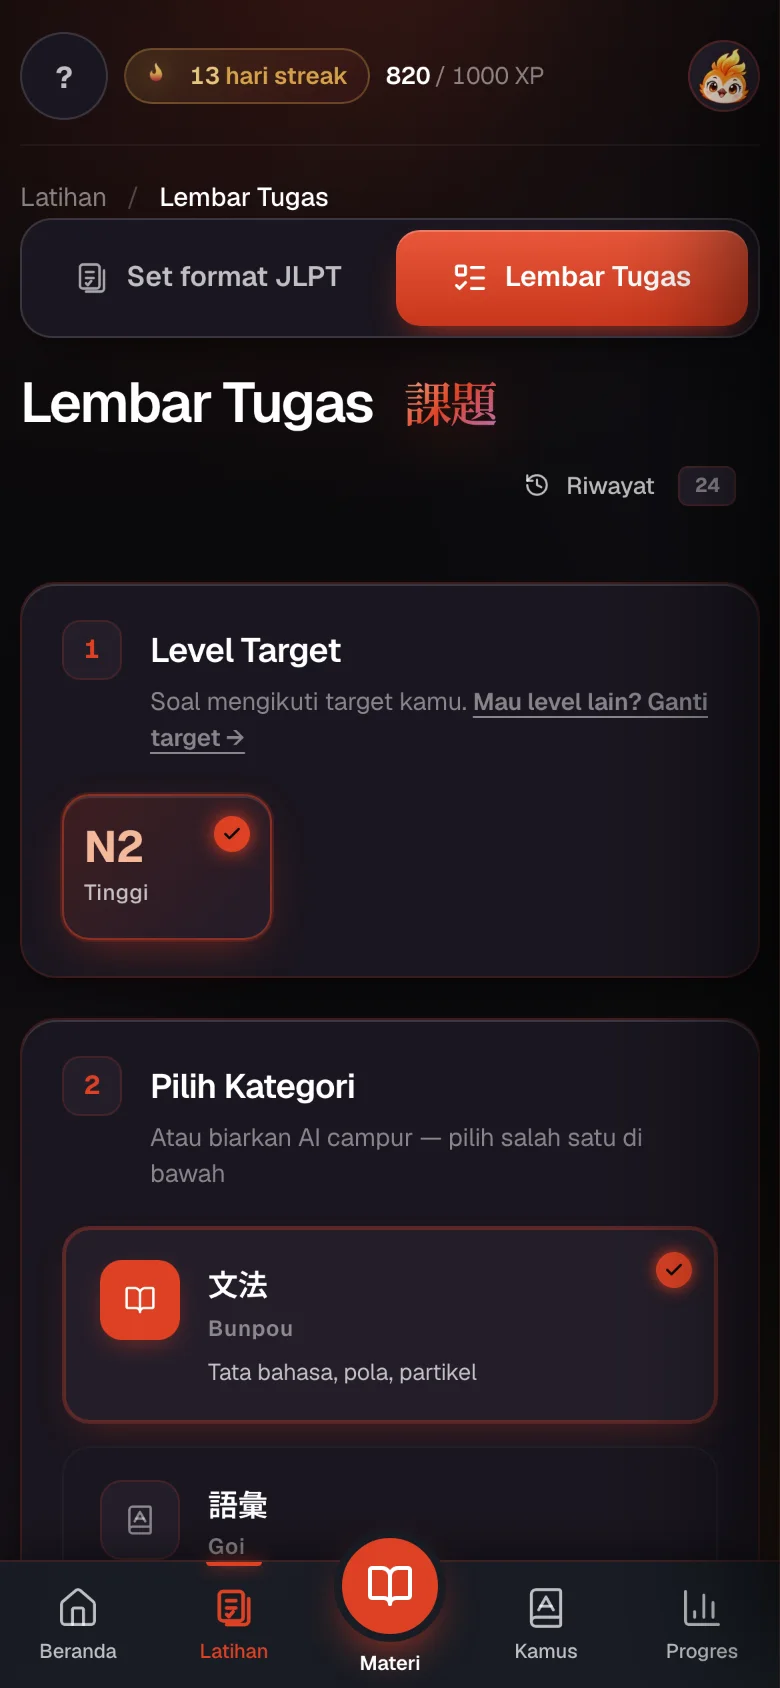 ?
13 hari streak
820 / 1000 XP
Latihan / Lembar Tugas
Set format JLPT
Lembar Tugas
Lembar Tugas 課題
Riwayat 24
1
Level Target
Soal mengikuti target kamu. Mau level lain? Ganti
target →
N2
Tinggi
2
Pilih Kategori
Atau biarkan AI campur — pilih salah satu di
bawah
文法
Bunpou
Tata bahasa, pola, partikel
語彙
Goi
Beranda
Latihan
Materi
Kamus
Progres